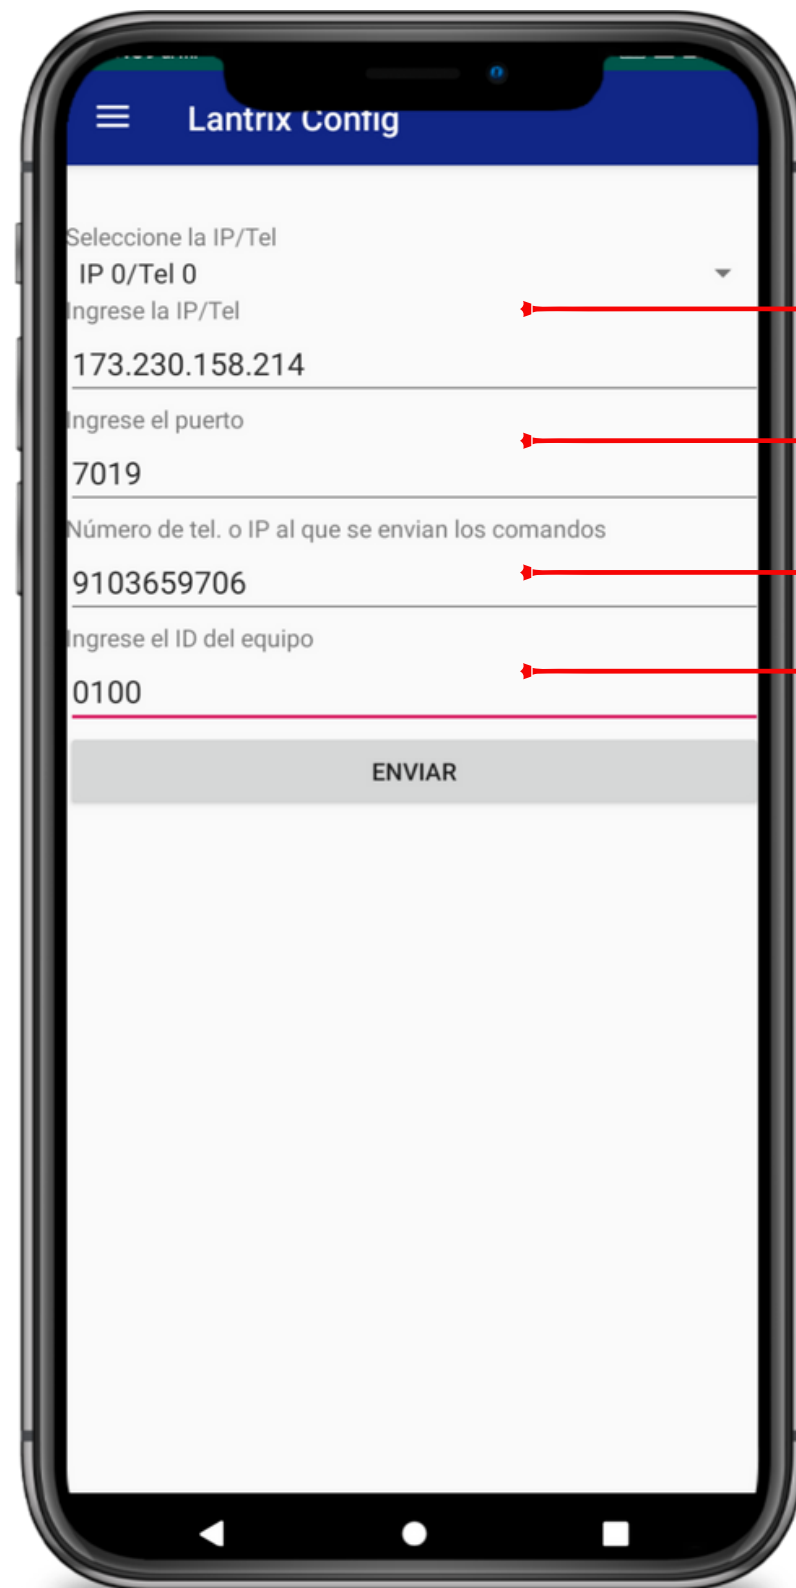 Lantrix Config
Seleccione la IP/Tel
IP 0/Tel 0
Ingrese la IP/Tel
173.230.158.214
Ingrese el puerto
7019
Número de tel. o IP al que se envian los comandos
9103659706
Ingrese el ID del equipo
0100
ENVIAR